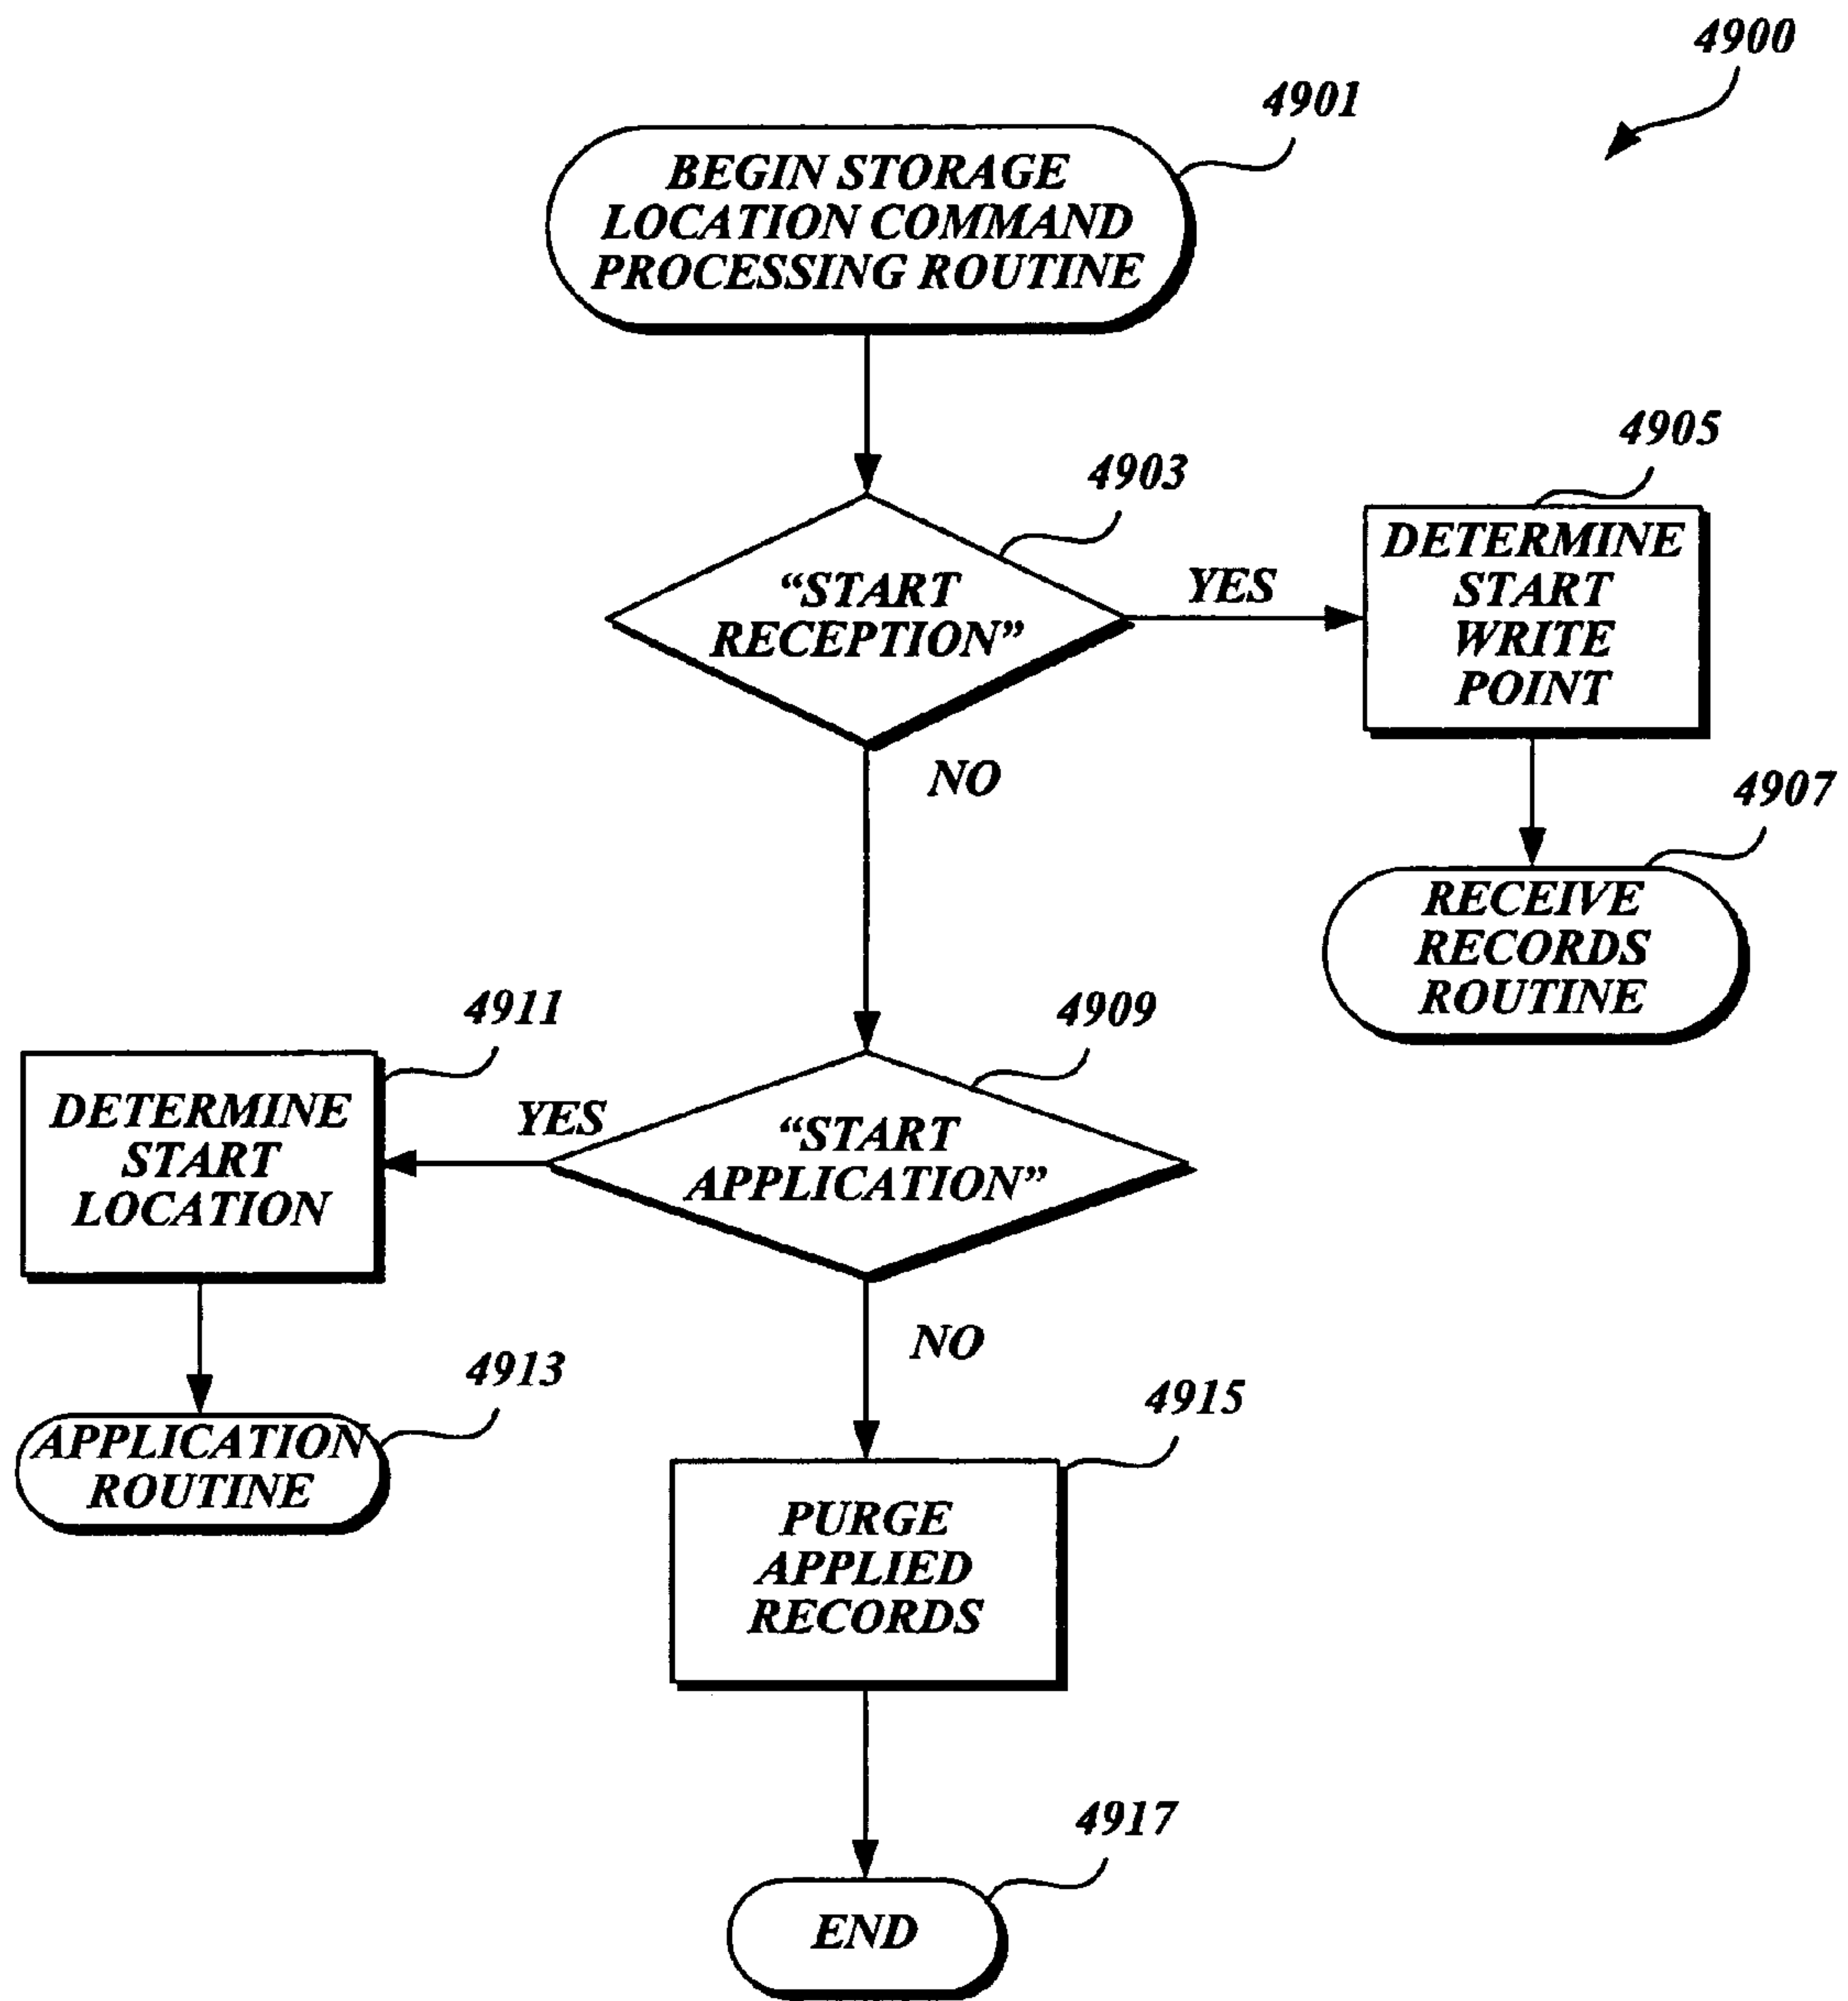 4900
4901
BEGIN STORAGE
LOCATION COMMAND
PROCESSING ROUTINE
4903
“START
RECEPTION”
YES
4905
DETERMINE
START
WRITE
POINT
NO
4907
RECEIVE
RECORDS
ROUTINE
4909
“START
APPLICATION”
YES
4911
DETERMINE
START
LOCATION
4913
APPLICATION
ROUTINE
NO
4915
PURGE
APPLIED
RECORDS
4917
END